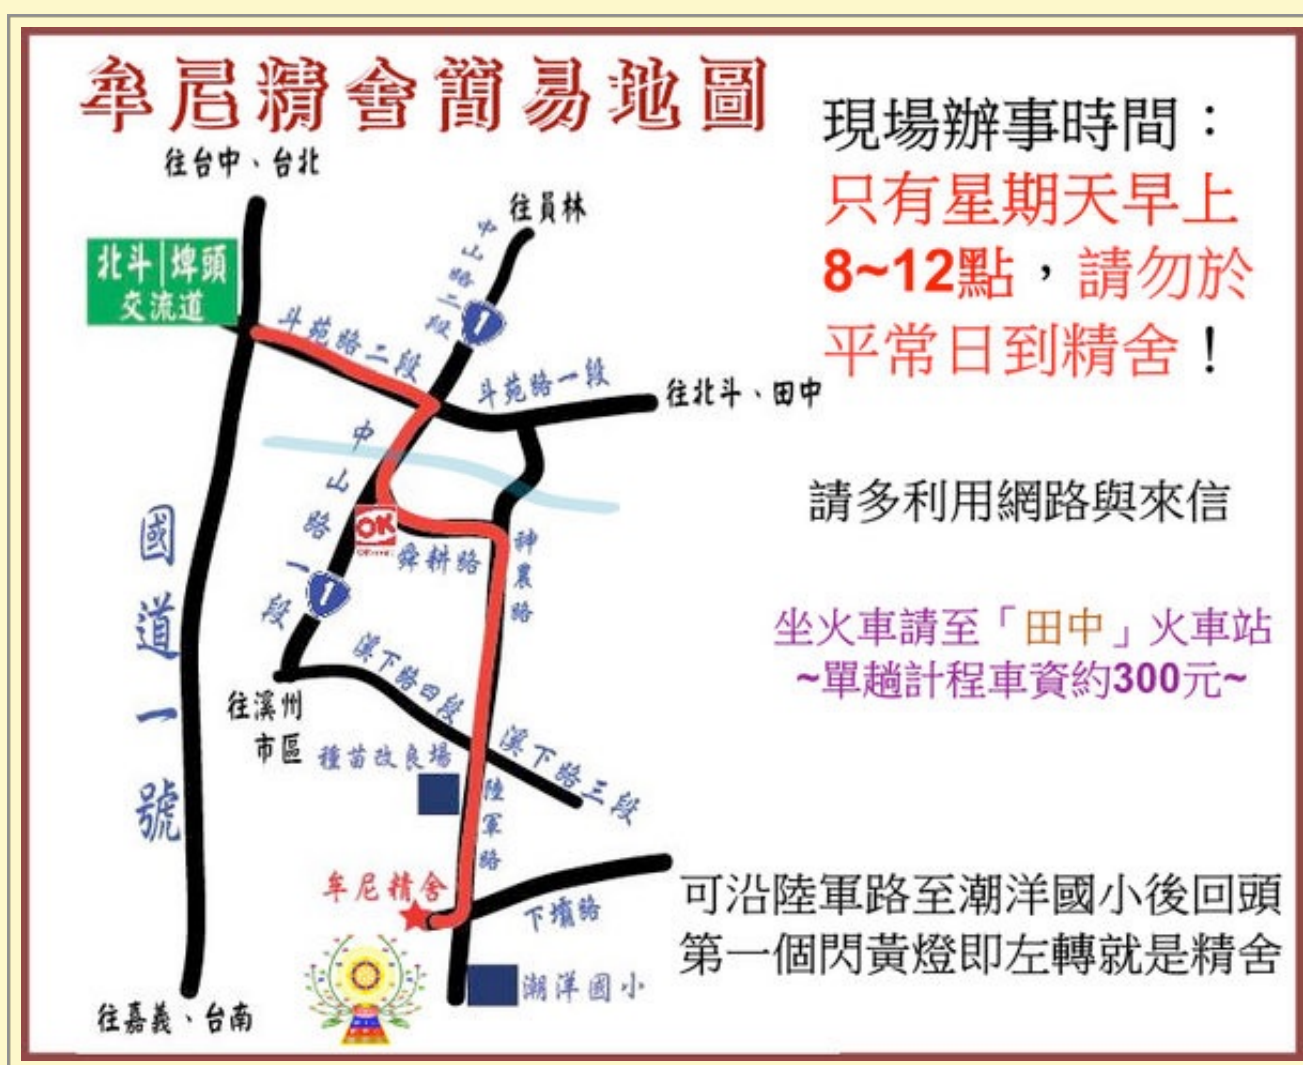 牟尼精舍簡易地圖
現場辦事時間：
只有星期天早上
8~12點，請勿於
平常日到精舍！
請多利用網路與來信
坐火車請至「田中」火車站
~單趟計程車資約300元~
可沿陸軍路至潮洋國小後回頭
第一個閃黃燈即左轉就是精舍
往台中、台北
往員林
中山路二段
1
北斗|埤頭
交流道
斗苑路二段
斗苑路一段
往北斗、田中
中山路一段
OK
舜耕路
神農路
1
國道一號
溪下路四段
往溪州
市區
種苗改良場
溪下路三段
陸軍路
牟尼精舍
下壩路
潮洋國小
往嘉義、台南